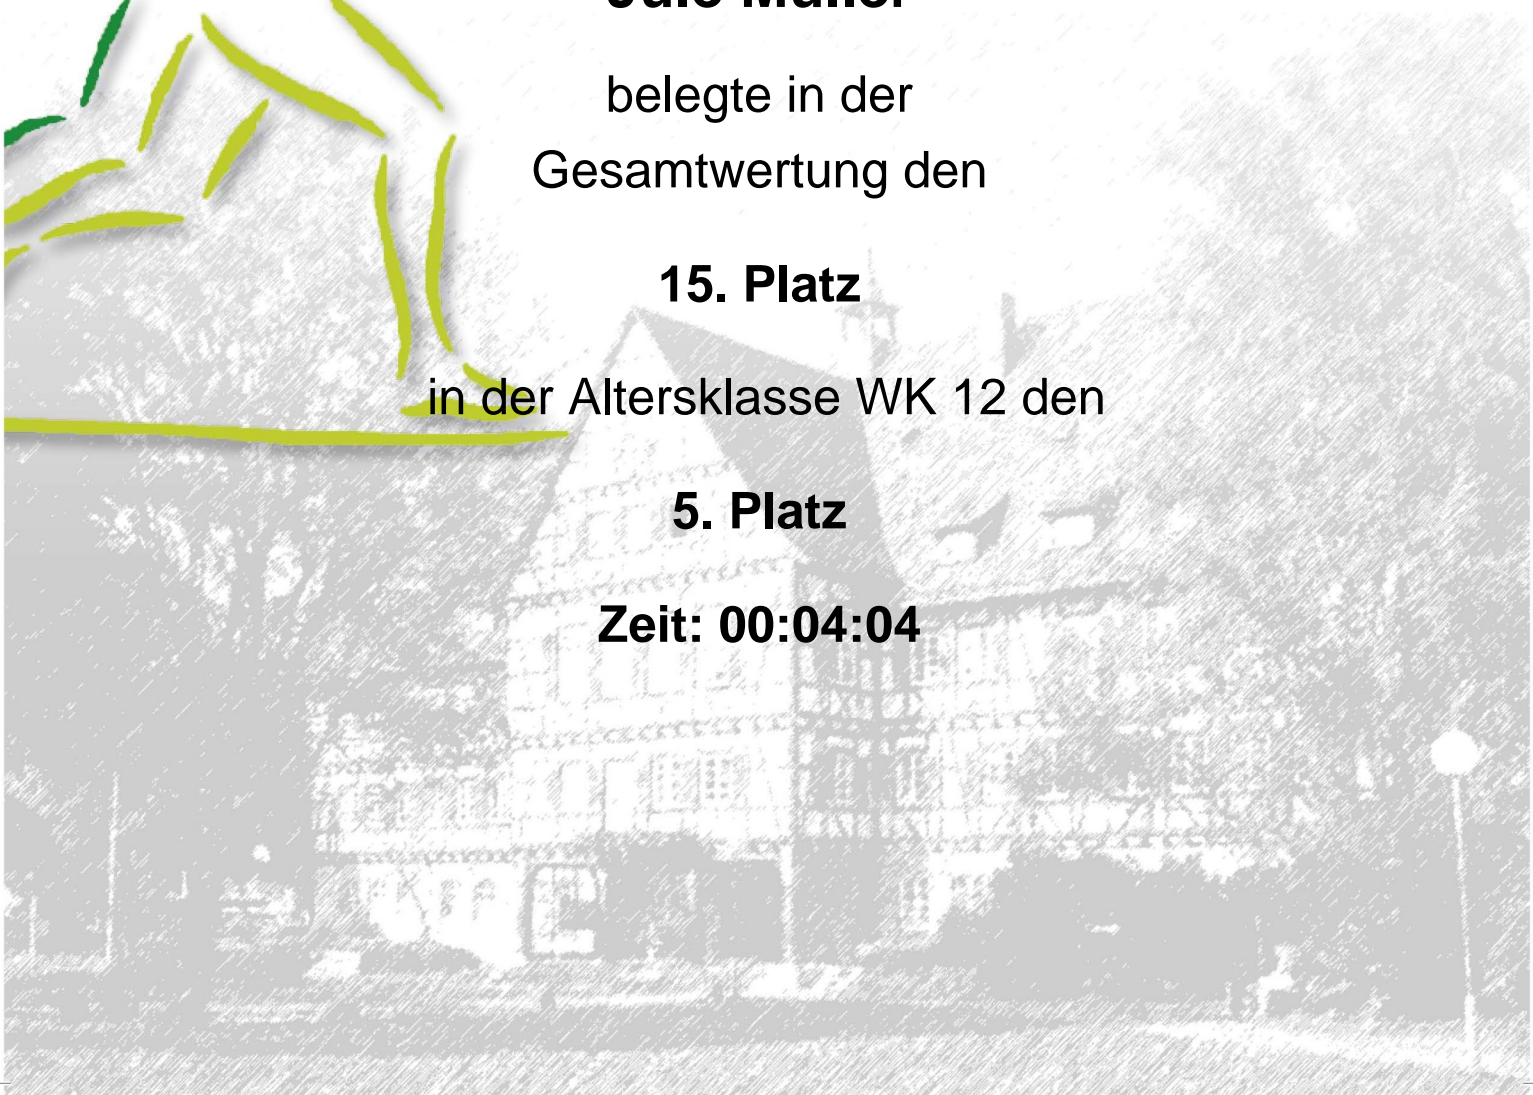 belegte in der
Gesamtwertung den
15. Platz
in der Altersklasse WK 12 den
5. Platz
Zeit: 00:04:04